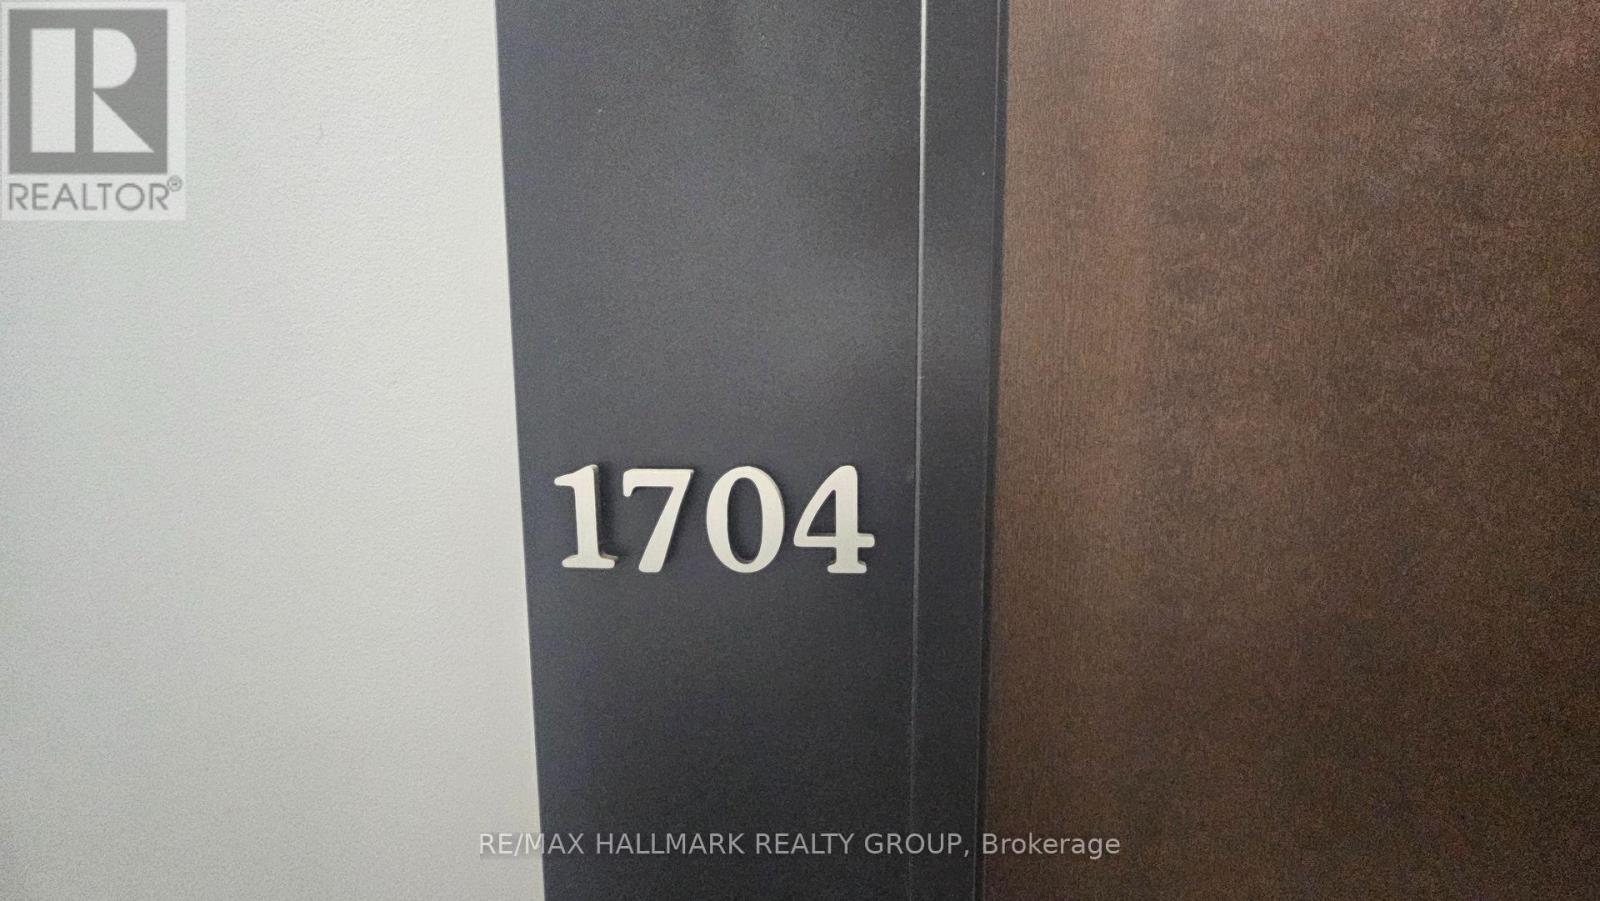 REALTOR®
1704
RE/MAX HALLMARK REALTY GROUP, Brokerage